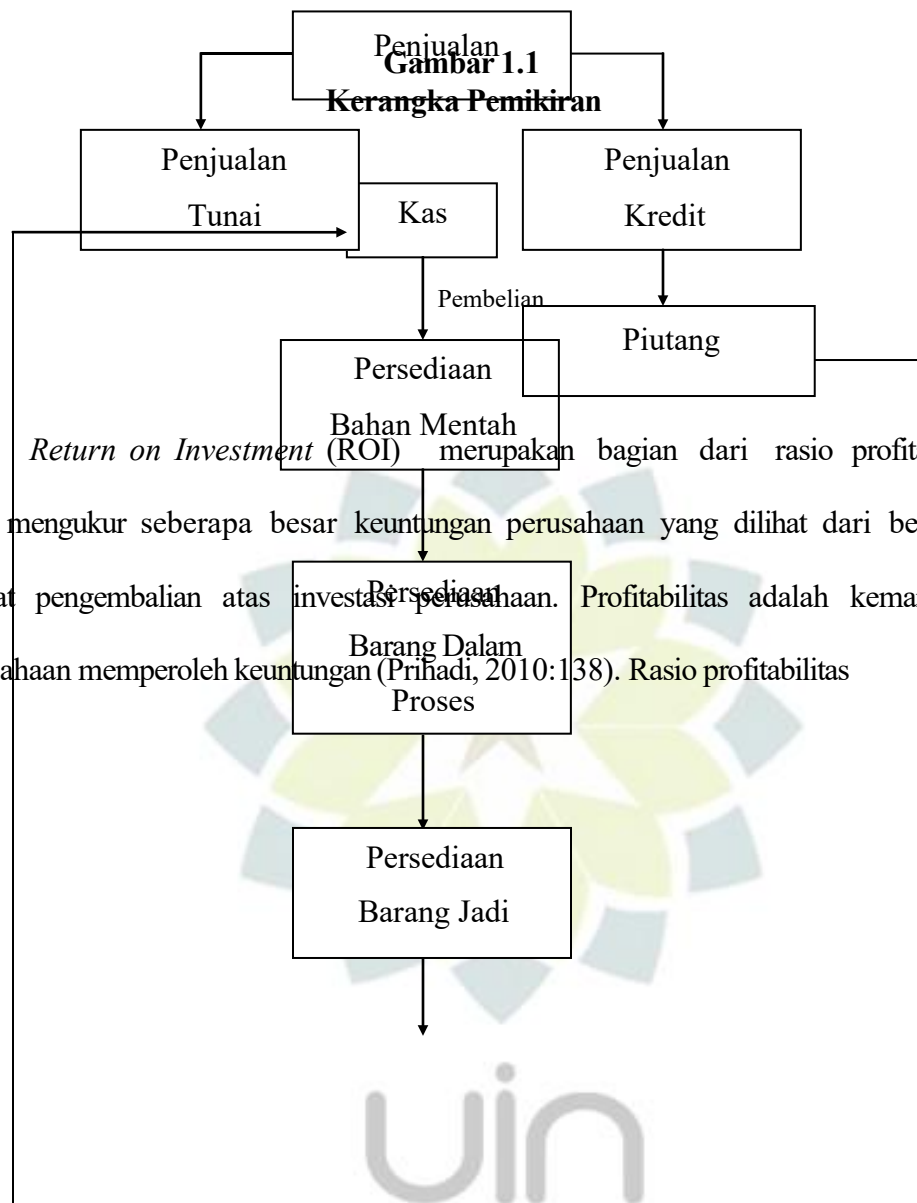 Penjualan
Gambar 1.1
Kerangka Pemikiran
Penjualan
Tunai
Penjualan
Kredit
Kas
Pembelian
Piutang
Persediaan
Bahan Mentah
Return on Investment (ROI) merupakan bagian dari rasio profit
mengukur seberapa besar keuntungan perusahaan yang dilihat dari be
at pengembalian atas investasi perusahaan. Profitabilitas adalah kema
ahaan memperoleh keuntungan (Prihadi, 2010:138). Rasio profitabilitas
Persediaan
Barang Dalam
Proses
Persediaan
Barang Jadi
uin